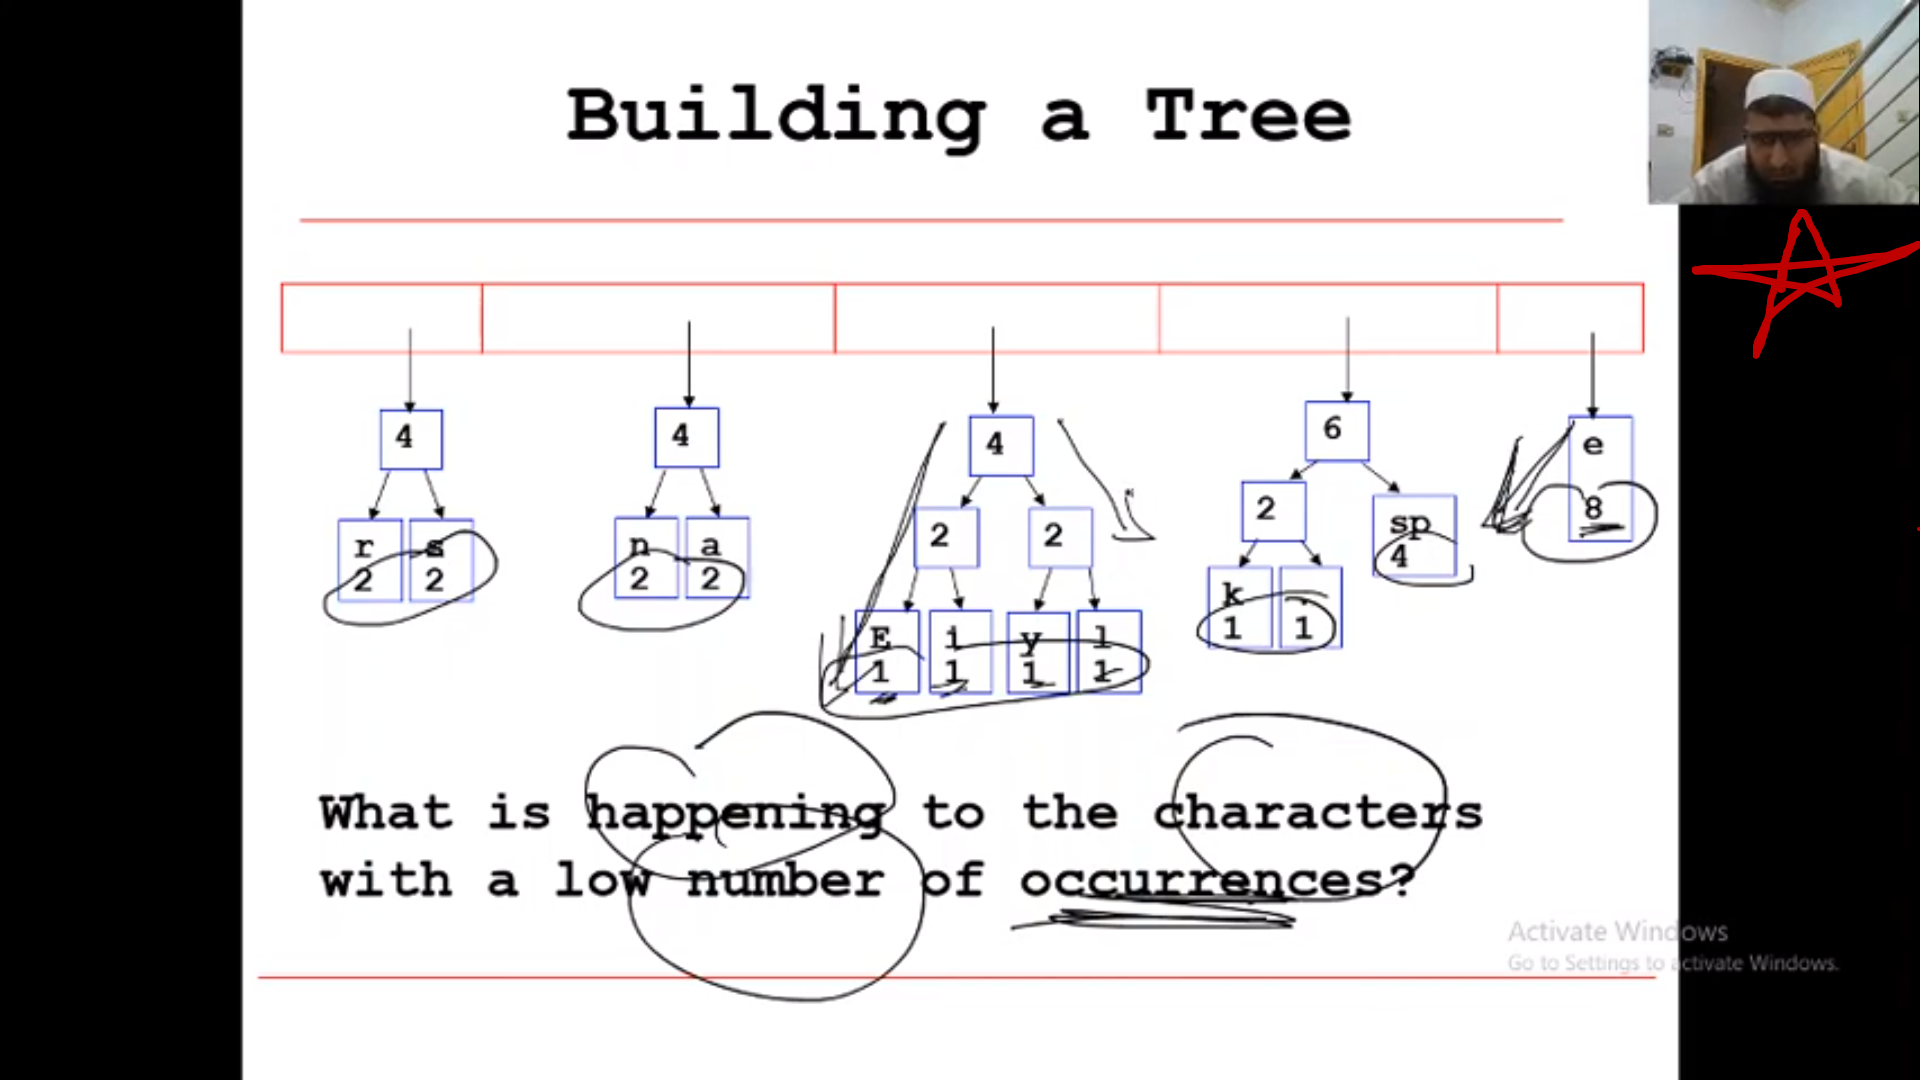 Building a Tree
4 4 4 6 e
8
2 2 2 sp
4
r s n a k .
2 2 2 2 1 1
E i y l
1 1 1 1
What is happening to the characters
with a low number of occurrences?
Activate Windows
Go to Settings to activate Windows.